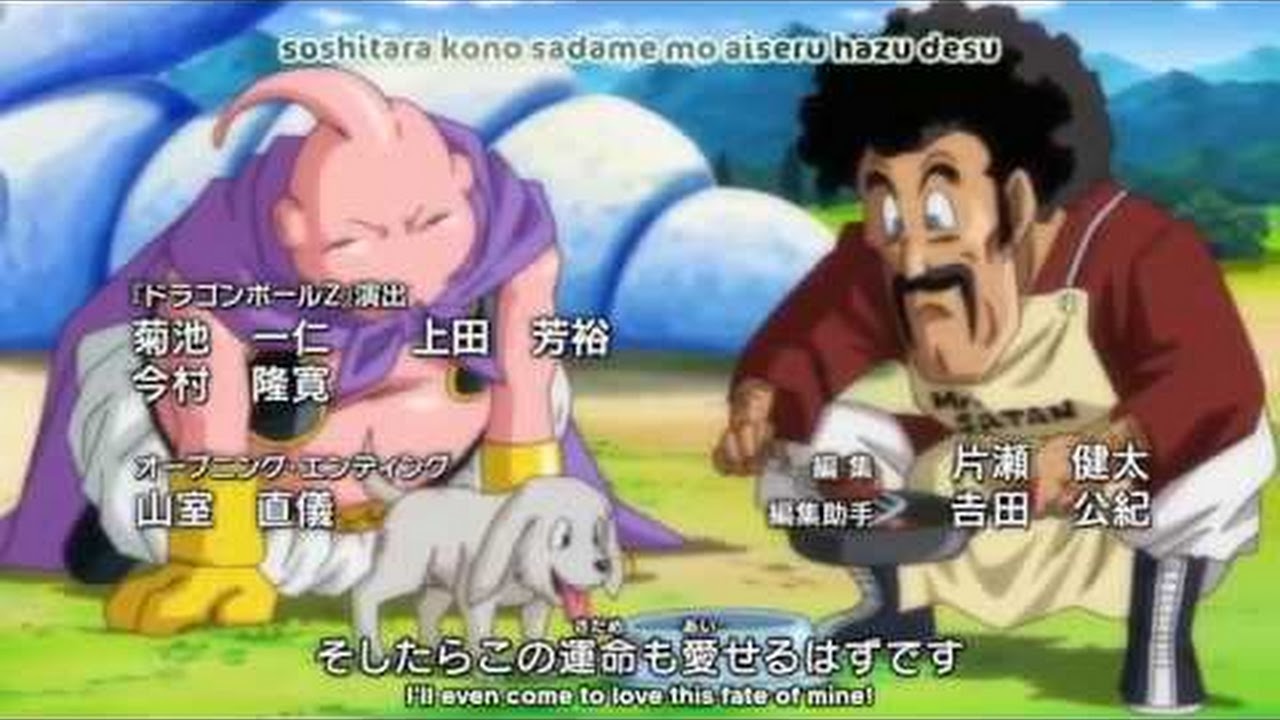 soshitara kono sadame mo aiseru hazu desu
『ドラゴンボールZ』演出
菊池 一仁 上田 芳裕
今村 隆寛
オープニング・エンディング
山室 直儀
Mr.
SATAN
編集 片瀬 健太
編集助手 吉田 公紀
さだめ あい
そしたらこの運命も愛せるはずです
I'll even come to love this fate of mine!